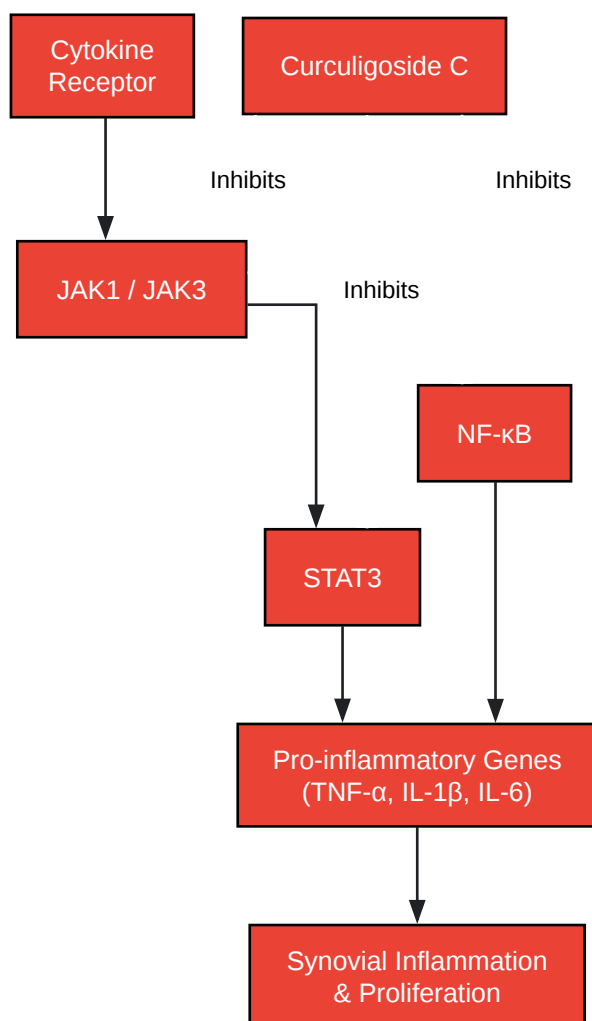 Cytokine
Receptor
Curculigoside C
Inhibits
Inhibits
JAK1 / JAK3
Inhibits
NF-κB
STAT3
Pro-inflammatory Genes
(TNF-α, IL-1β, IL-6)
Synovial Inflammation
& Proliferation